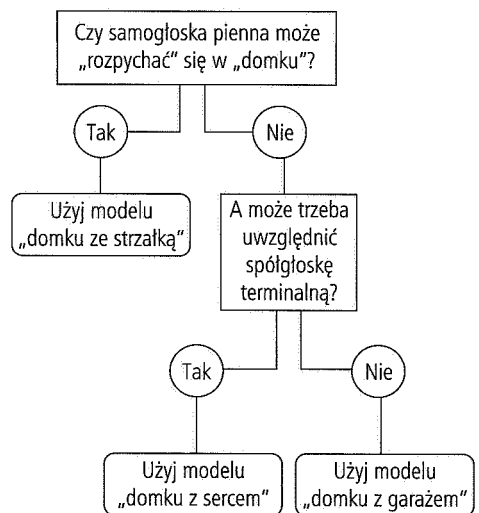 Czy samogłoska pienna może
„rozpychać” się w „domku”?
Tak
Nie
Użyj modelu
„domku ze strzałką”
A może trzeba
uwzględnić
spółgłoskę
terminalną?
Tak
Nie
Użyj modelu
„domku z sercem”
Użyj modelu
„domku z garażem”